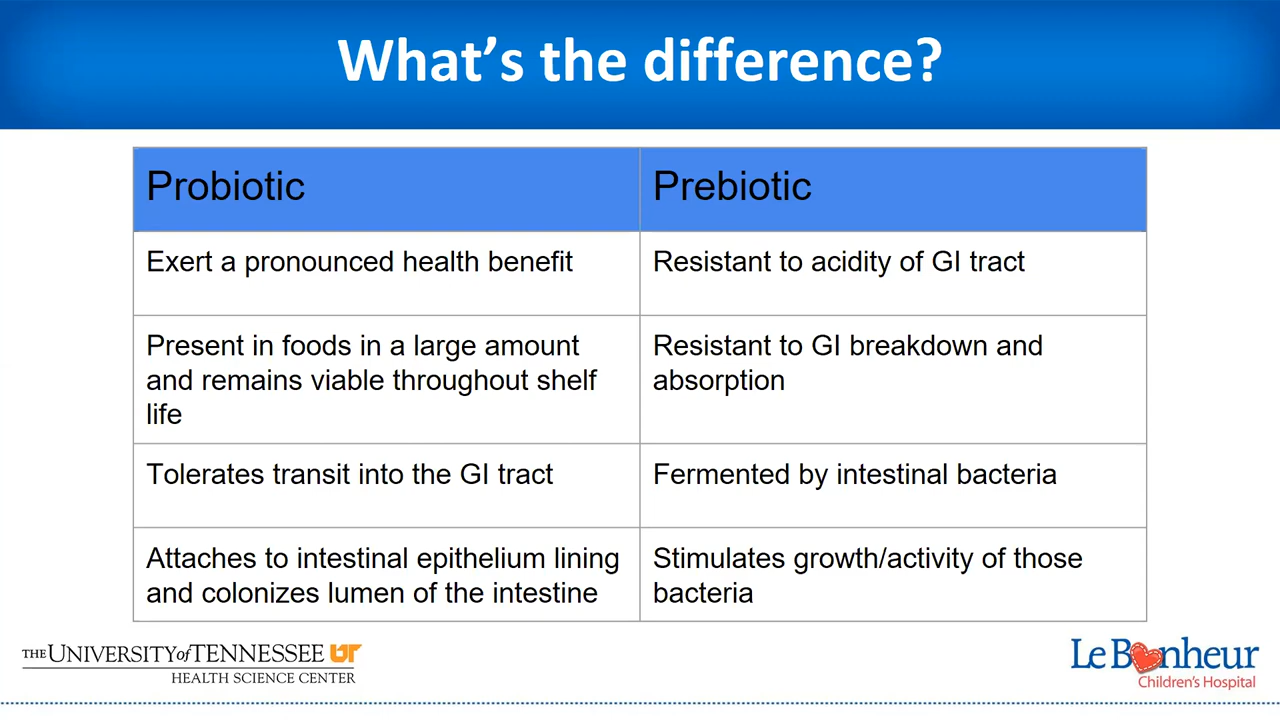 What's the difference?
Probiotic
Prebiotic
Exert a pronounced health benefit
Resistant to acidity of GI tract
Present in foods in a large amount
and remains viable throughout shelf
life
Resistant to GI breakdown and
absorption
Tolerates transit into the GI tract
Fermented by intestinal bacteria
Attaches to intestinal epithelium lining
and colonizes lumen of the intestine
Stimulates growth/activity of those
bacteria
THE UNIVERSITY of TENNESSEE UT
HEALTH SCIENCE CENTER
Le Bonheur
Children's Hospital